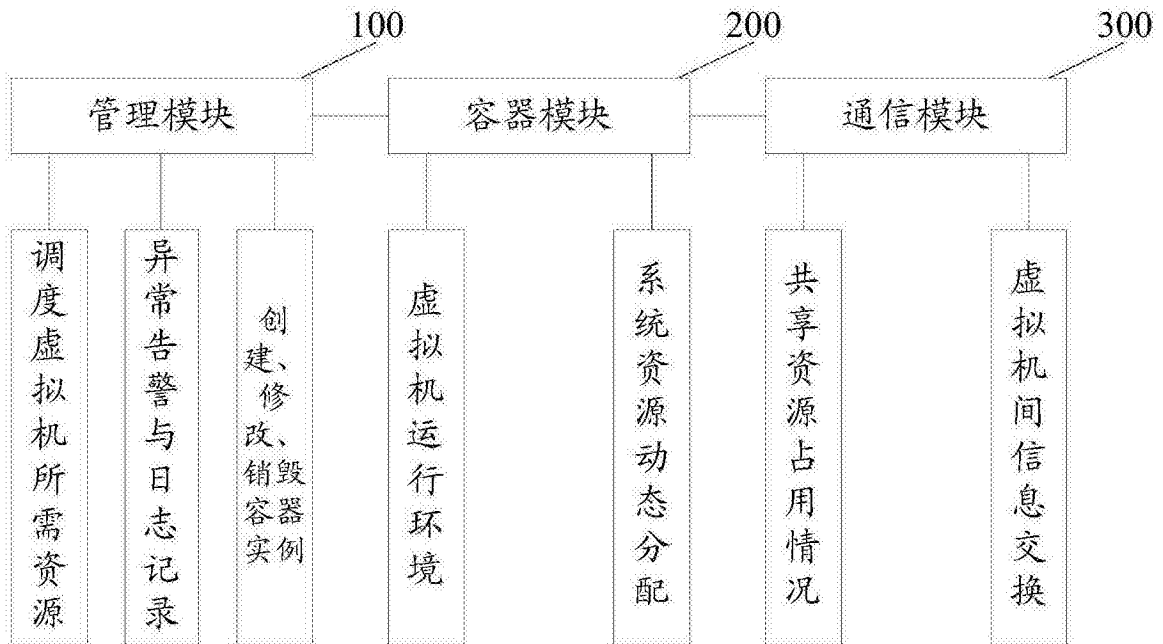 100
200
300
管理模块
容器模块
通信模块
调度虚拟机所需资源
异常告警与日志记录
创
建、
修
改、
销毁
容器
实例
虚拟机运行环境
系统资源动态分配
共享资源占用情况
虚拟机间信息交换